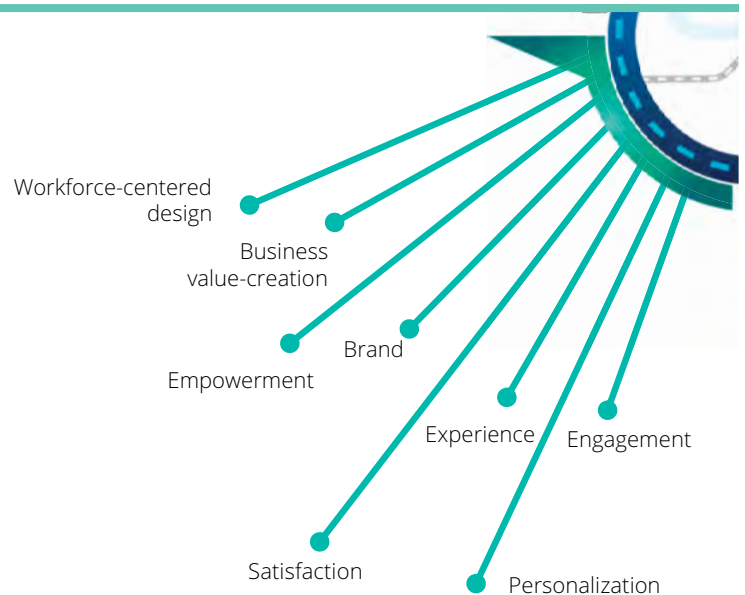 Workforce-centered
design
Business
value-creation
Brand
Empowerment
Experience
Engagement
Satisfaction
Personalization